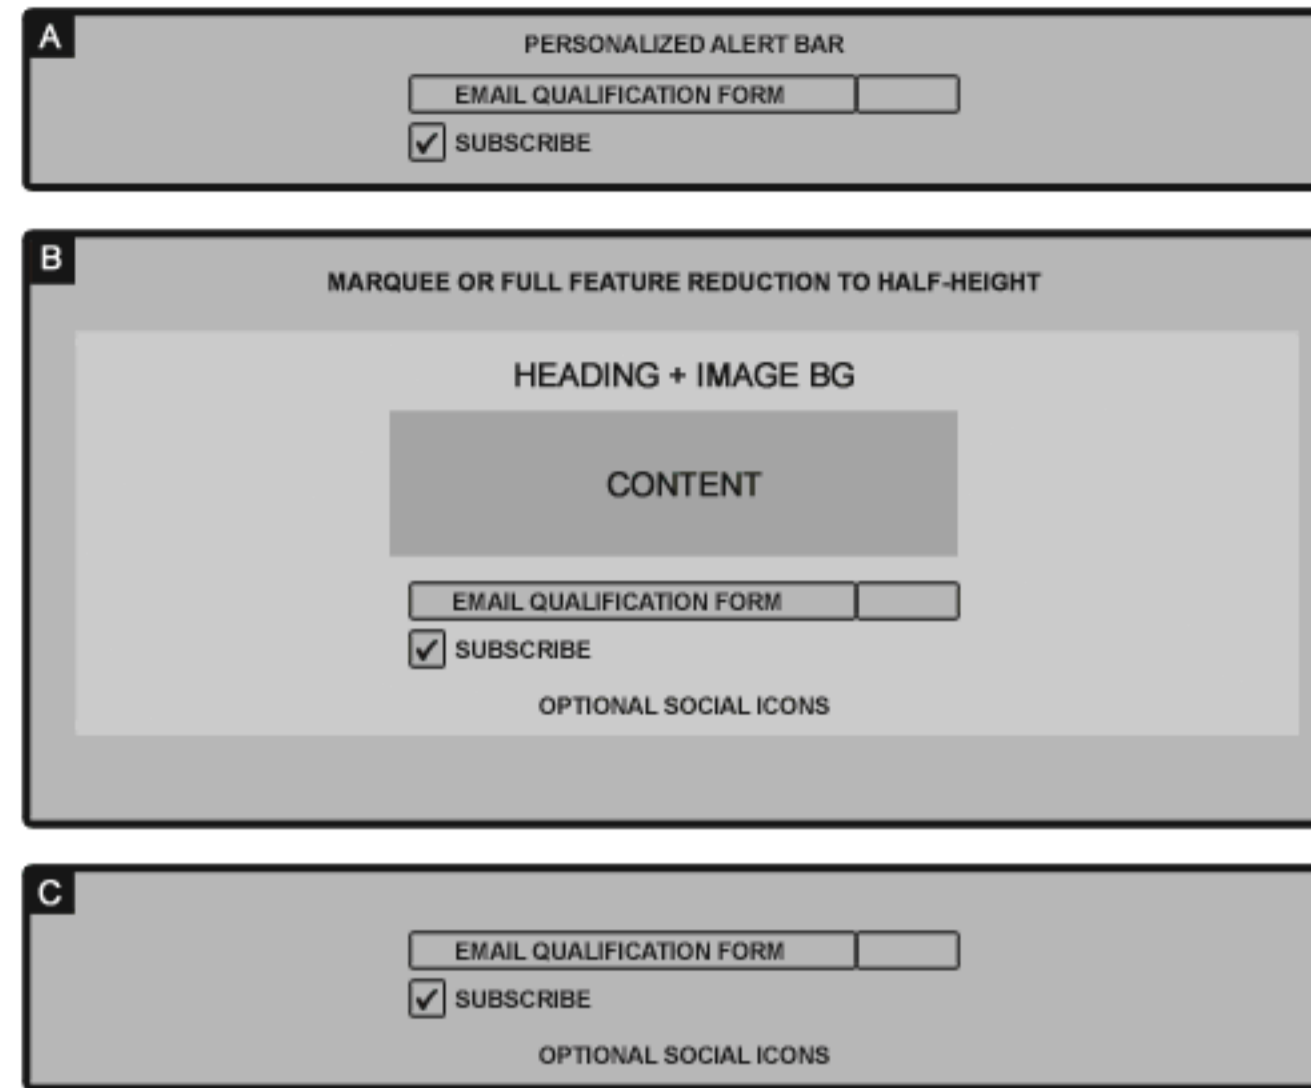 A
PERSONALIZED ALERT BAR
EMAIL QUALIFICATION FORM
SUBSCRIBE
B
MARQUEE OR FULL FEATURE REDUCTION TO HALF-HEIGHT
HEADING + IMAGE BG
CONTENT
EMAIL QUALIFICATION FORM
SUBSCRIBE
OPTIONAL SOCIAL ICONS
C
EMAIL QUALIFICATION FORM
SUBSCRIBE
OPTIONAL SOCIAL ICONS